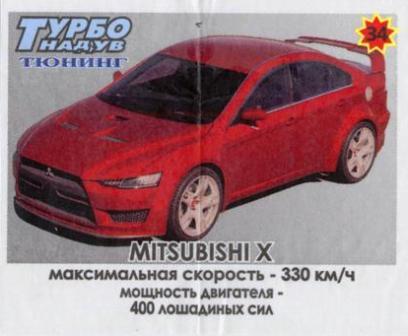 ТУРБО
НАДУВ
ТЮНИНГ
34
MITSUBISHI X
максимальная скорость - 330 км/ч
мощность двигателя -
400 лошадиных сил